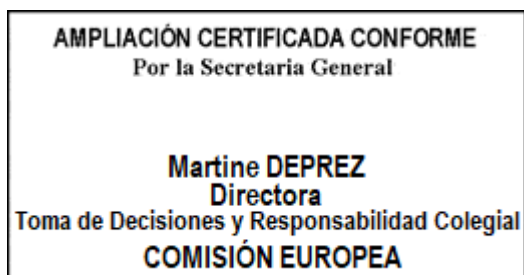 AMPLIACIÓN CERTIFICADA CONFORME
Por la Secretaria General
Martine DEPREZ
Directora
Toma de Decisiones y Responsabilidad Colegial
COMISIÓN EUROPEA